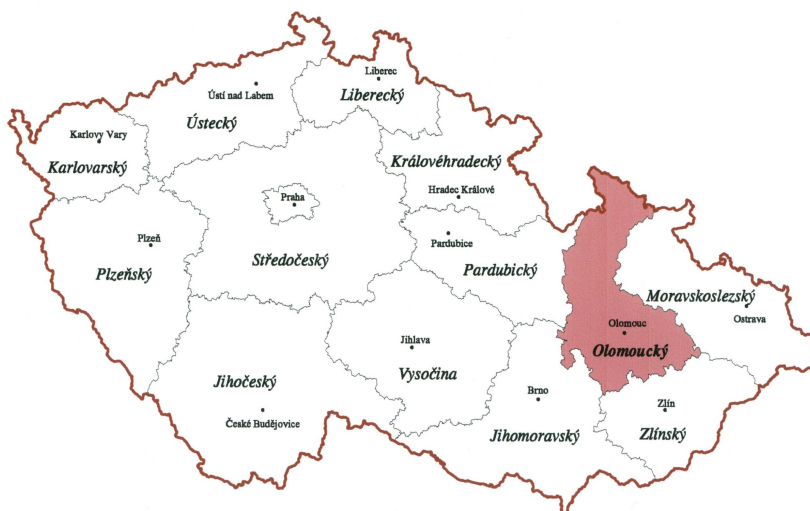 Liberec
Liberecký
Ústí nad Labem
Ústecký
Karlovy Vary
Karlovarský
Královéhradecký
Hradec Králové
Praha
Středočeský
Plzeň
Plzeňský
Pardubice
Pardubický
Moravskoslezský
Ostrava
Olomouc
Olomoucký
Jihlava
Vysočina
Jihočeský
České Budějovice
Brno
Jihomoravský
Zlín
Zlínský